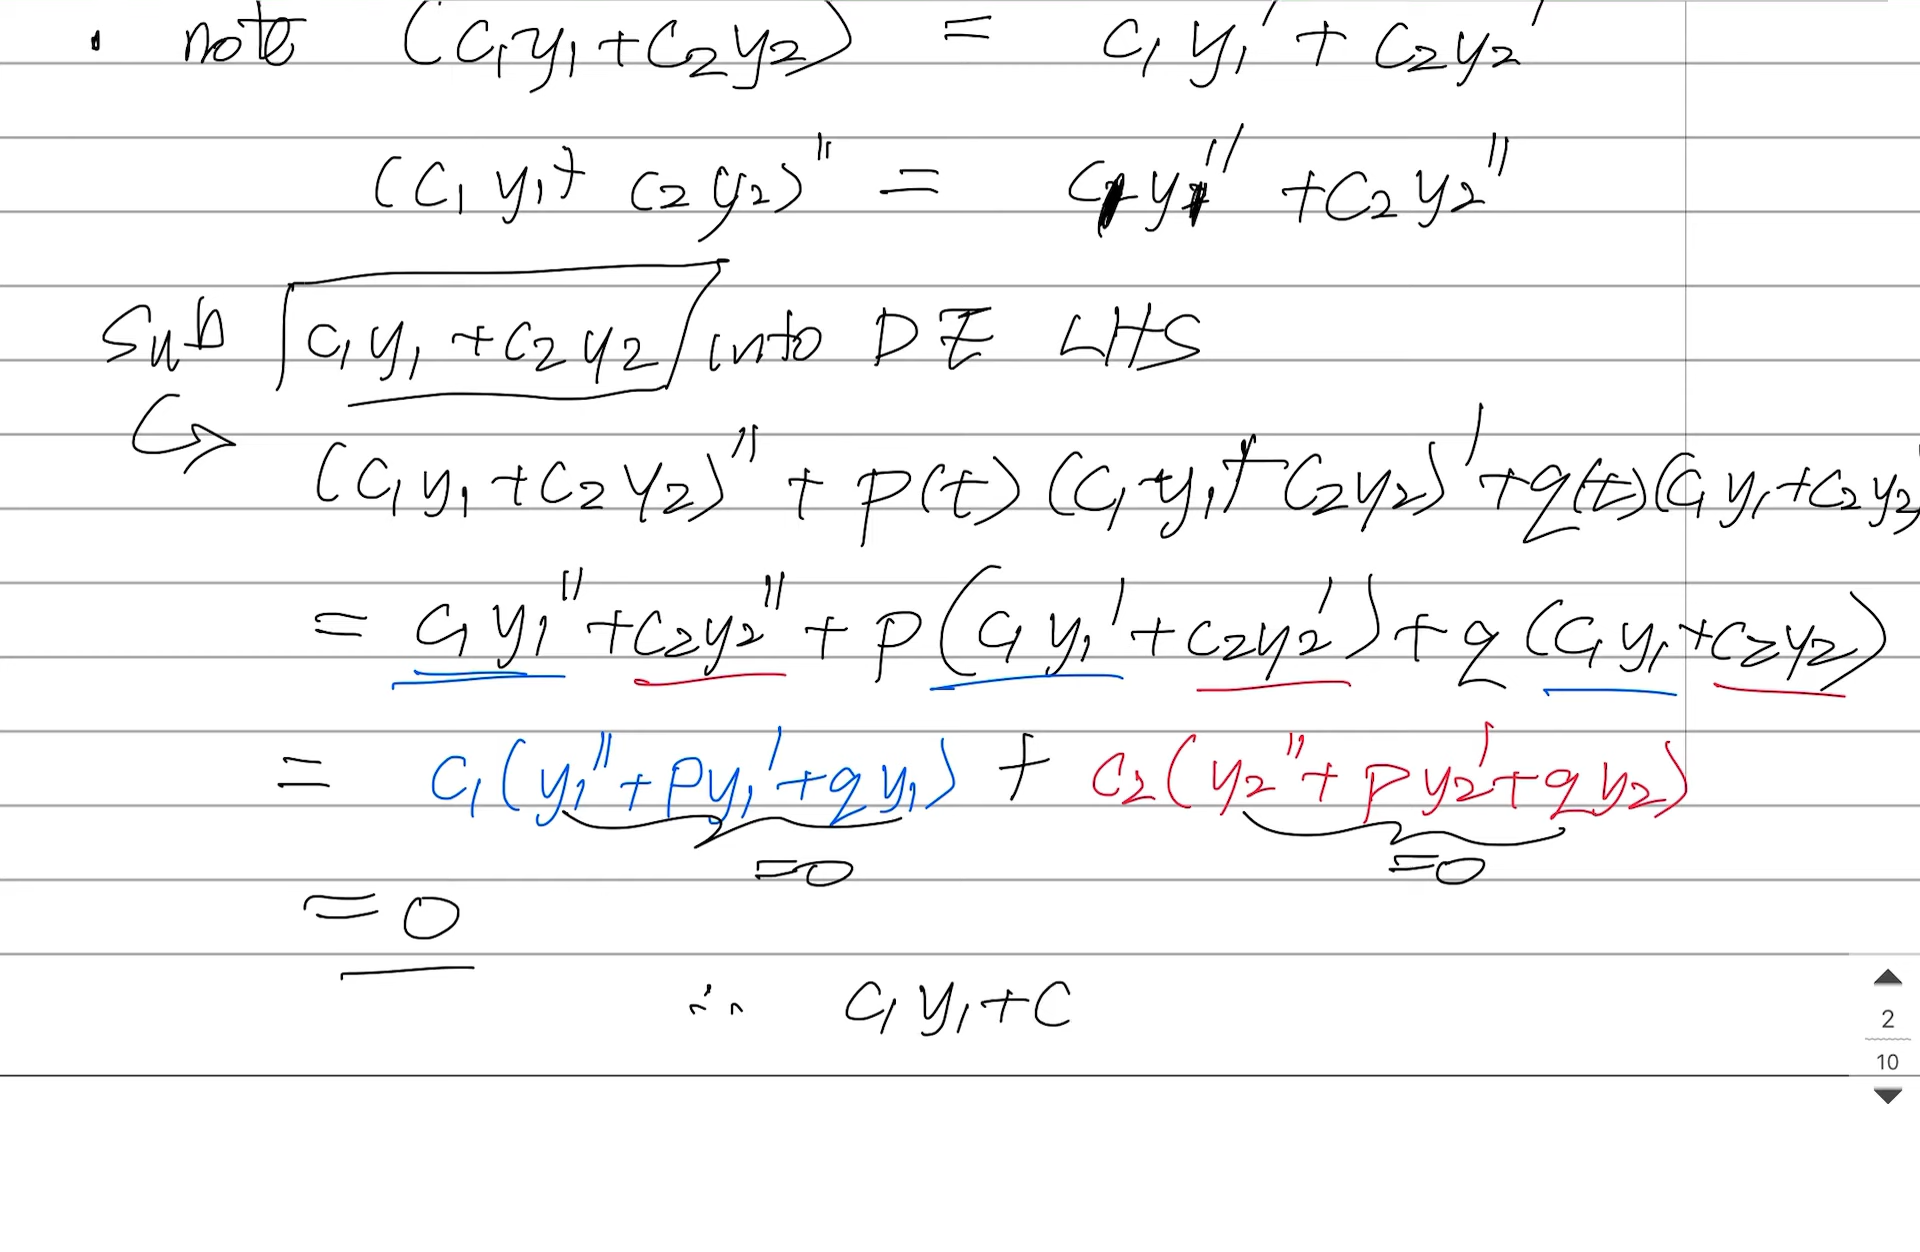 • note (c₁y₁+c₂y₂) = c₁y₁' + c₂y₂'
(c₁y₁+ c₂y₂)" = c₁y₁" +c₂y₂"
Sub c₁y₁+c₂y₂ into DE LHS
↪ (c₁y₁+c₂y₂)" + p(t)(c₁y₁+c₂y₂)'+q(t)(c₁y₁+c₂y₂)
= c₁y₁"+c₂y₂"+p(c₁y₁'+c₂y₂')+q(c₁y₁+c₂y₂)
= c₁(y₁"+py₁'+qy₁) + c₂(y₂"+py₂'+qy₂)
=0 =0
=0
∴ c₁y₁+c
2
10